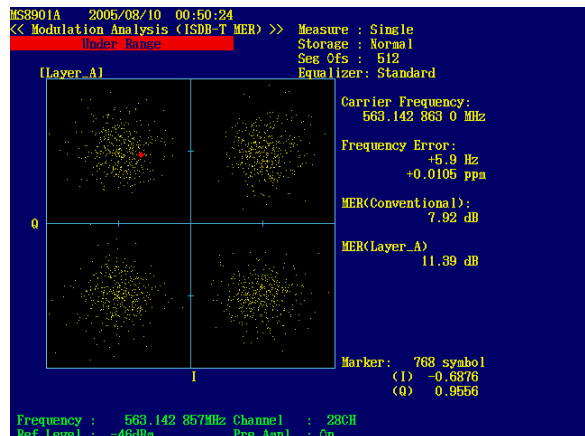 MS8901A 2005/08/10 00:50:24
<< Modulation Analysis (ISDB-T MER) >> Measure : Single
Under Range Storage : Normal
Seg Ofs : 512
[Layer_A] Equalizer: Standard
Carrier Frequency:
563.142 863 0 MHz
Frequency Error:
+5.9 Hz
+0.0105 ppm
MER(Conventional):
7.92 dB
Q
MER(Layer_A)
11.39 dB
Marker: 768 symbol
I (I) -0.6876
(Q) 0.9556
Frequency : 563.142 857MHz Channel : 28CH
Ref Level : -46dBm Pre Ampl : On